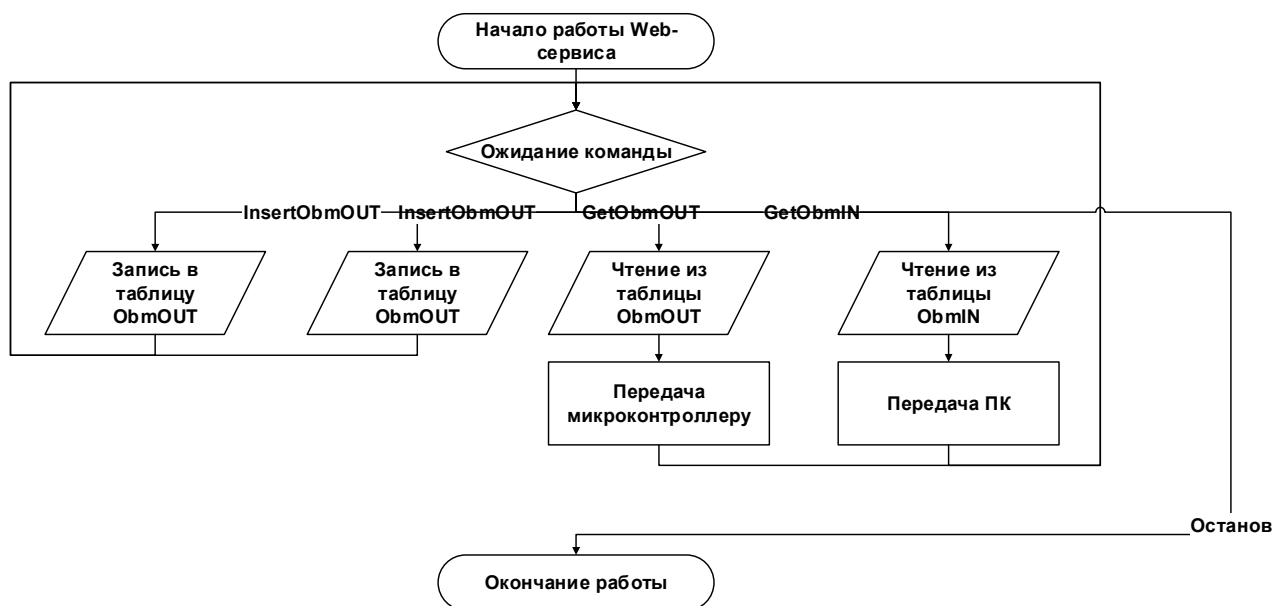 Начало работы Web-
сервиса
Ожидание команды
InsertObmOUT InsertObmOUT GetObmOUT GetObmIN
Запись в
таблицу
ObmOUT
Запись в
таблицу
ObmOUT
Чтение из
таблицы
ObmOUT
Чтение из
таблицы
ObmIN
Передача
микроконтроллеру
Передача ПК
Останов
Окончание работы